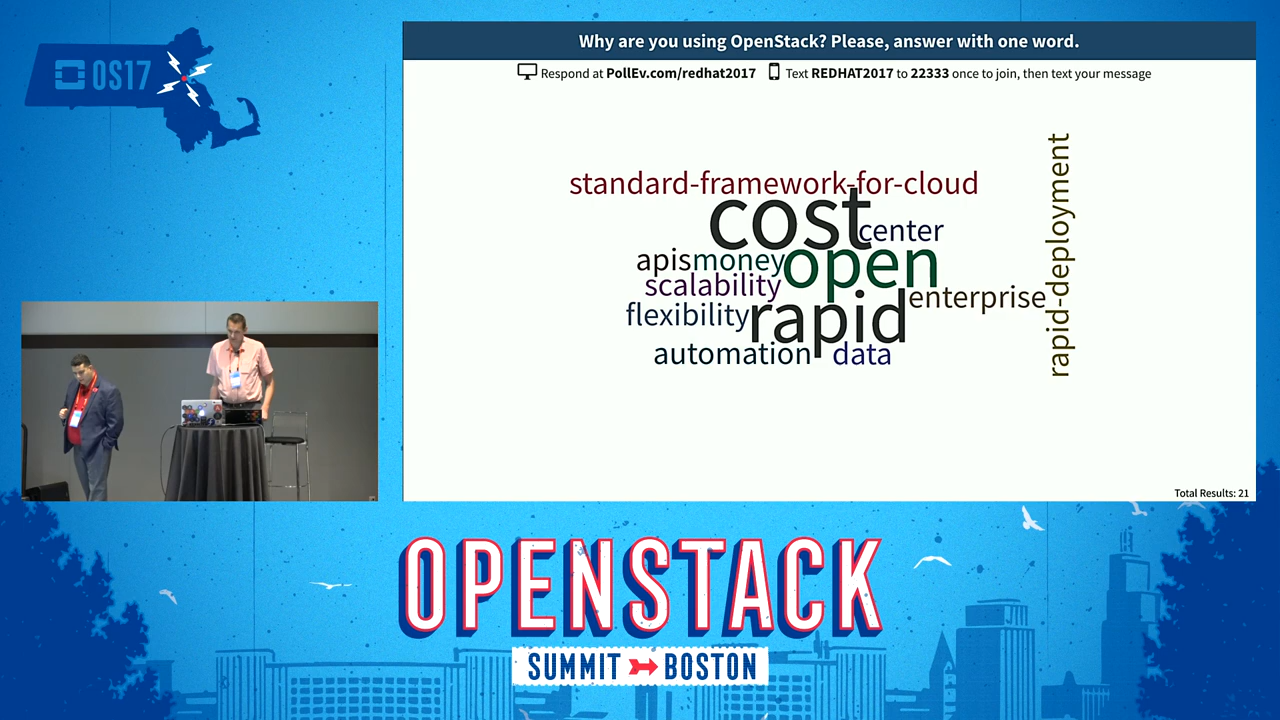 OS17
Why are you using OpenStack? Please, answer with one word.
Respond at PollEv.com/redhat2017 Text REDHAT2017 to 22333 once to join, then text your message
standard-framework-for-cloud
cost
center
apis
money
open
scalability
enterprise
flexibility
rapid
automation
data
rapid-deployment
Total Results: 21
OPENSTACK
SUMMIT BOSTON